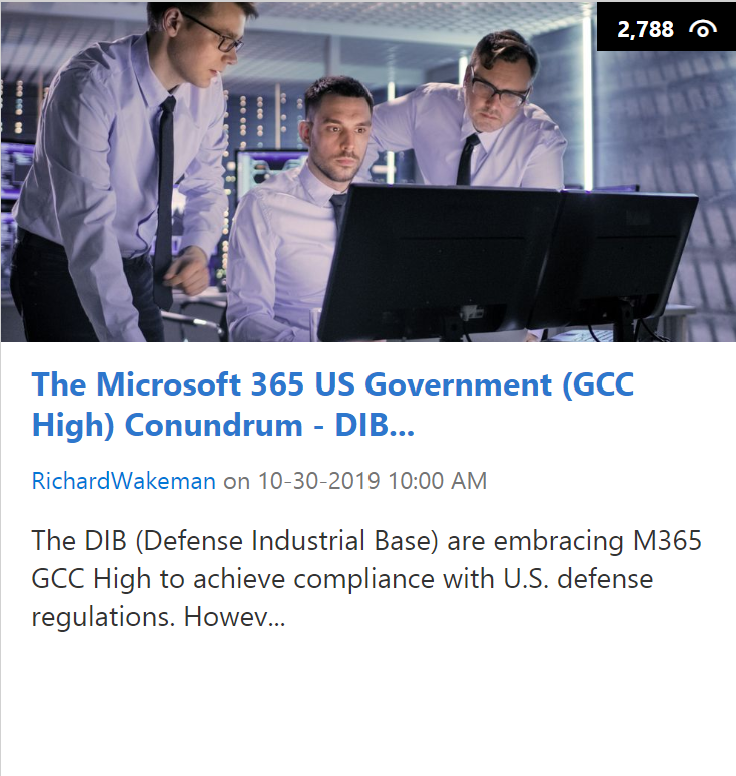 2,788
The Microsoft 365 US Government (GCC
High) Conundrum - DIB...
RichardWakeman on 10-30-2019 10:00 AM
The DIB (Defense Industrial Base) are embracing M365
GCC High to achieve compliance with U.S. defense
regulations. Howev...